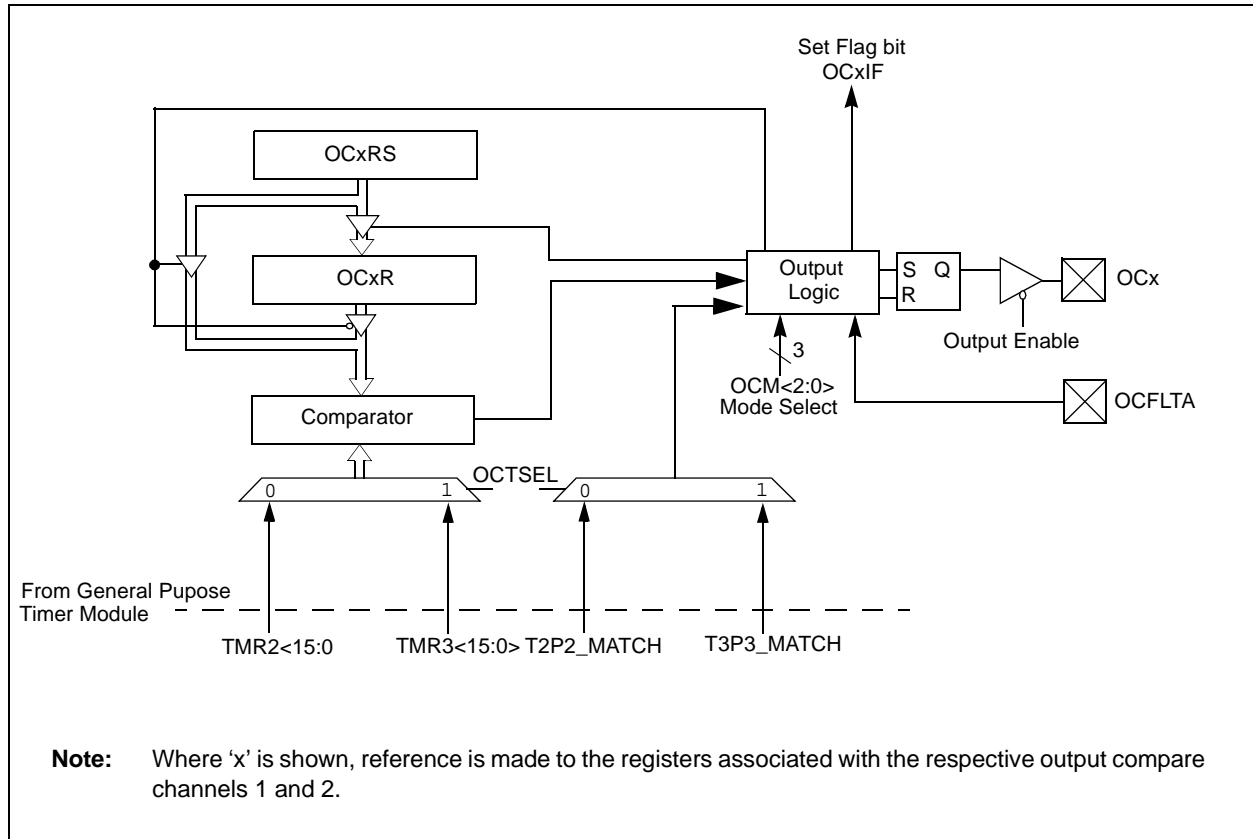 Set Flag bit
OCxIF
OCxRS
OCxR
Output
Logic
S Q
R
OCx
Output Enable
3
OCM<2:0>
Mode Select
OCFLTA
Comparator
OCTSEL
0 1
0 1
From General Pupose
Timer Module
TMR2<15:0
TMR3<15:0>
T2P2_MATCH
T3P3_MATCH
Note: Where ‘x’ is shown, reference is made to the registers associated with the respective output compare
channels 1 and 2.